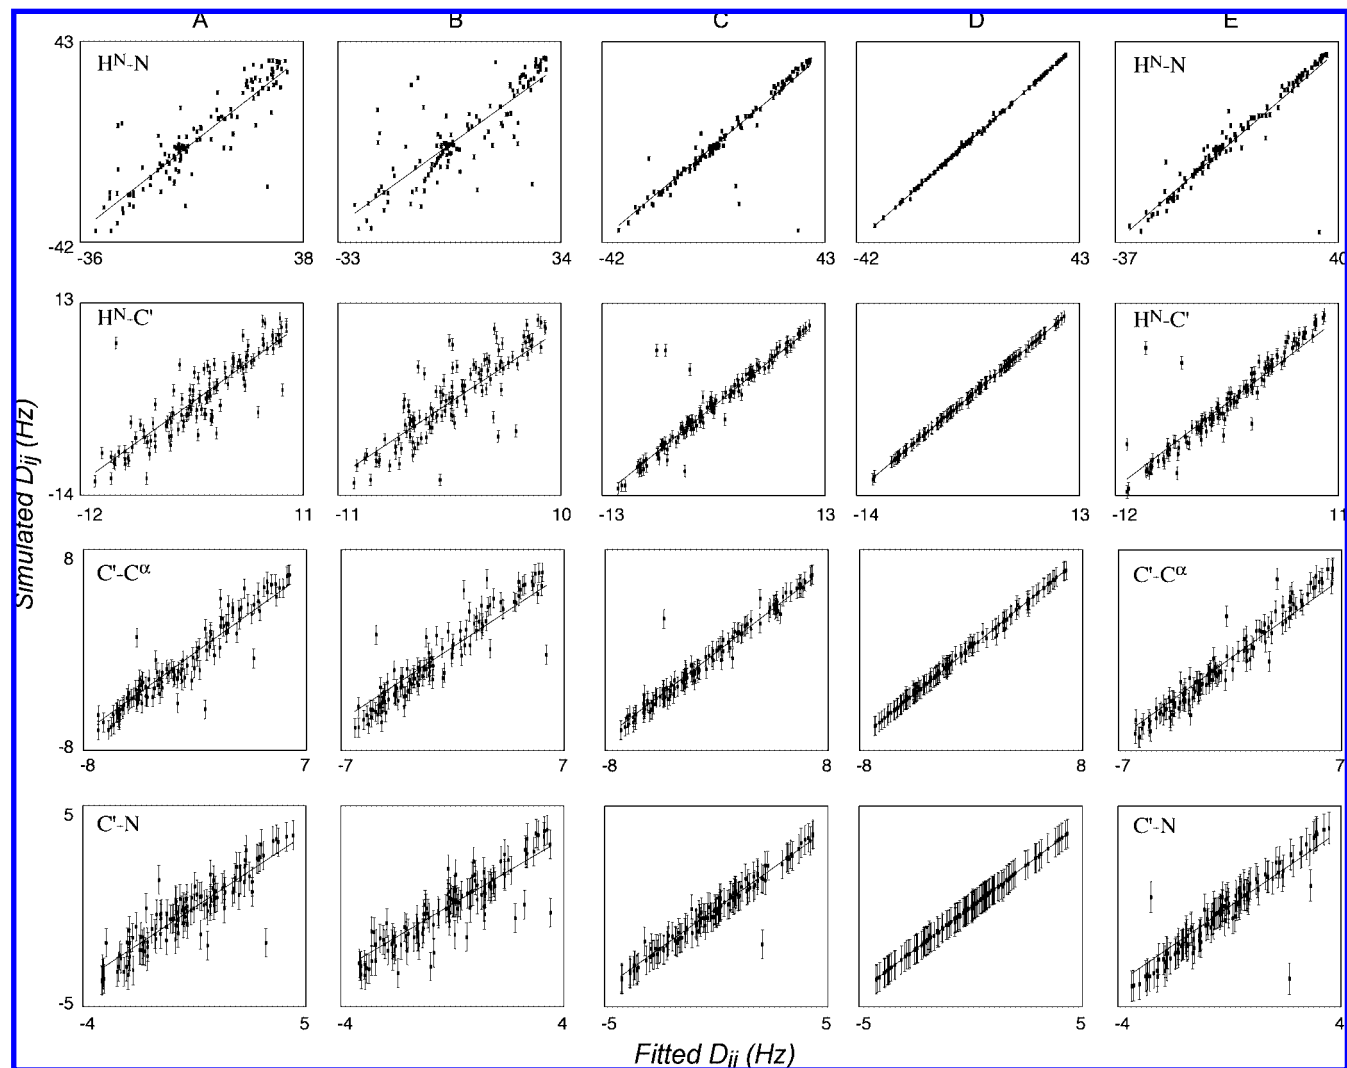 A B C D E
43
H^N-N H^N-N
-42
-36 38 -33 34 -42 43 -42 43 -37 40
13
H^N-C' H^N-C'
-14
-12 11 -11 10 -13 13 -14 13 -12 11
Simulated D_ij (Hz)
8
C'-C^α C'-C^α
-8
-8 7 -7 7 -8 8 -8 8 -7 7
5
C'-N C'-N
-5
-4 5 -4 4 -5 5 -5 5 -4 4
Fitted D_ij (Hz)